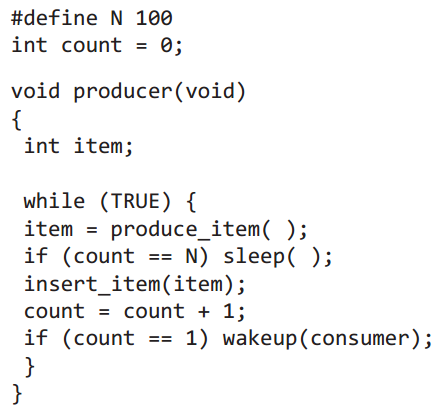 #define N 100
int count = 0;
void producer(void)
{
int item;
while (TRUE) {
item = produce_item( );
if (count == N) sleep( );
insert_item(item);
count = count + 1;
if (count == 1) wakeup(consumer);
}
}